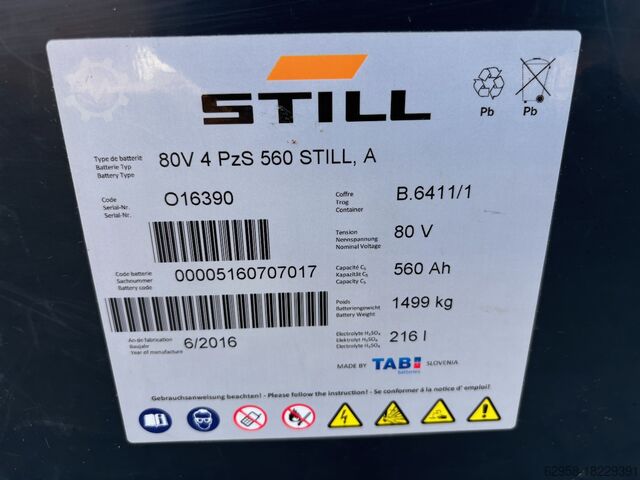 STILL
Pb Pb
Type de batterie
Batterie Typ
Battery Type
80V 4 PzS 560 STILL, A
Code
Serial-Nr.
Serial-Nr.
O16390
Coffre
Trog
Container
B.6411/1
Tension
Nennspannung
Nominal Voltage
80 V
Code batterie
Sachnummer
Battery code
00005160707017
Capacité C₅
Kapazität C₅
Capacity C₅
560 Ah
Poids
Batteriengewicht
Battery Weight
1499 kg
An de fabrication
Baujahr
Year of manufacture
6/2016
Electrolyte H₂SO₄
Elektrolyt H₂SO₄
Electrolyte H₂SO₄
216 l
MADE BY TAB batteries SLOVENIA
Gebrauchsanweisung beachten! - Please follow the instruction! - Se conformer à la notice d' emploi!
62958-18229391